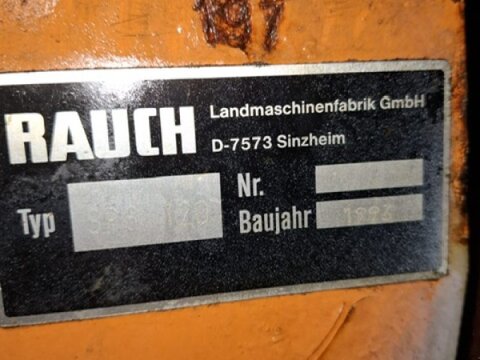 RAUCH
Landmaschinenfabrik GmbH
D-7573 Sinzheim
Typ
Nr.
Baujahr